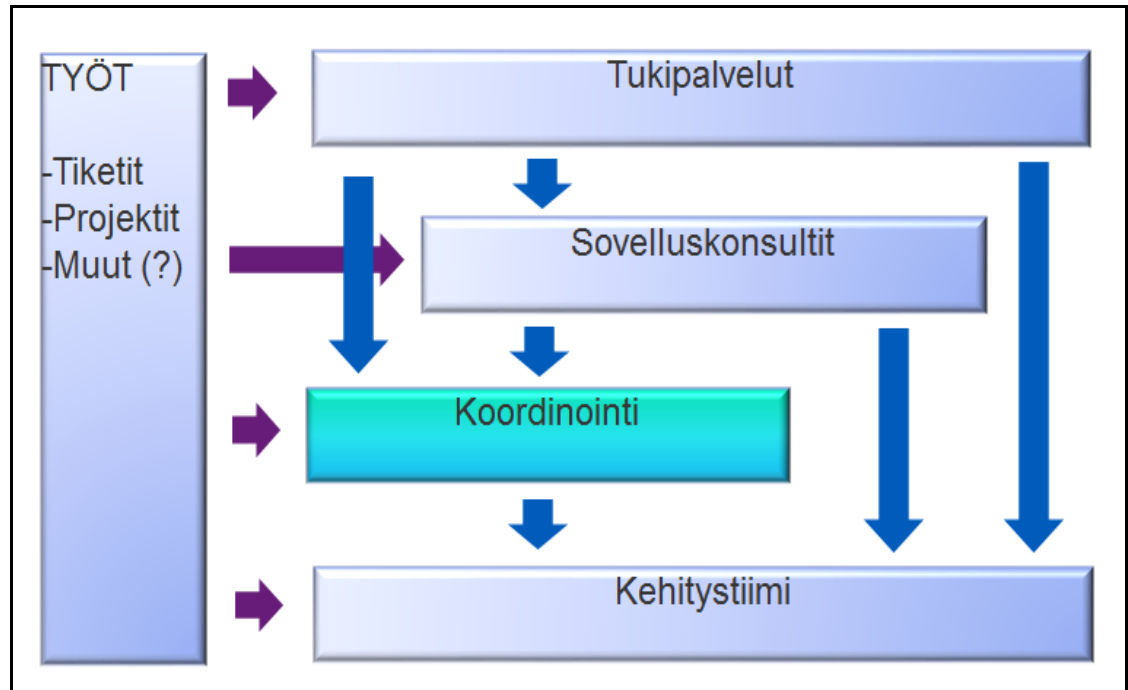 TYÖT
-Tiketit
-Projektit
-Muut (?)
Tukipalvelut
Sovelluskonsultit
Koordinointi
Kehitystiimi